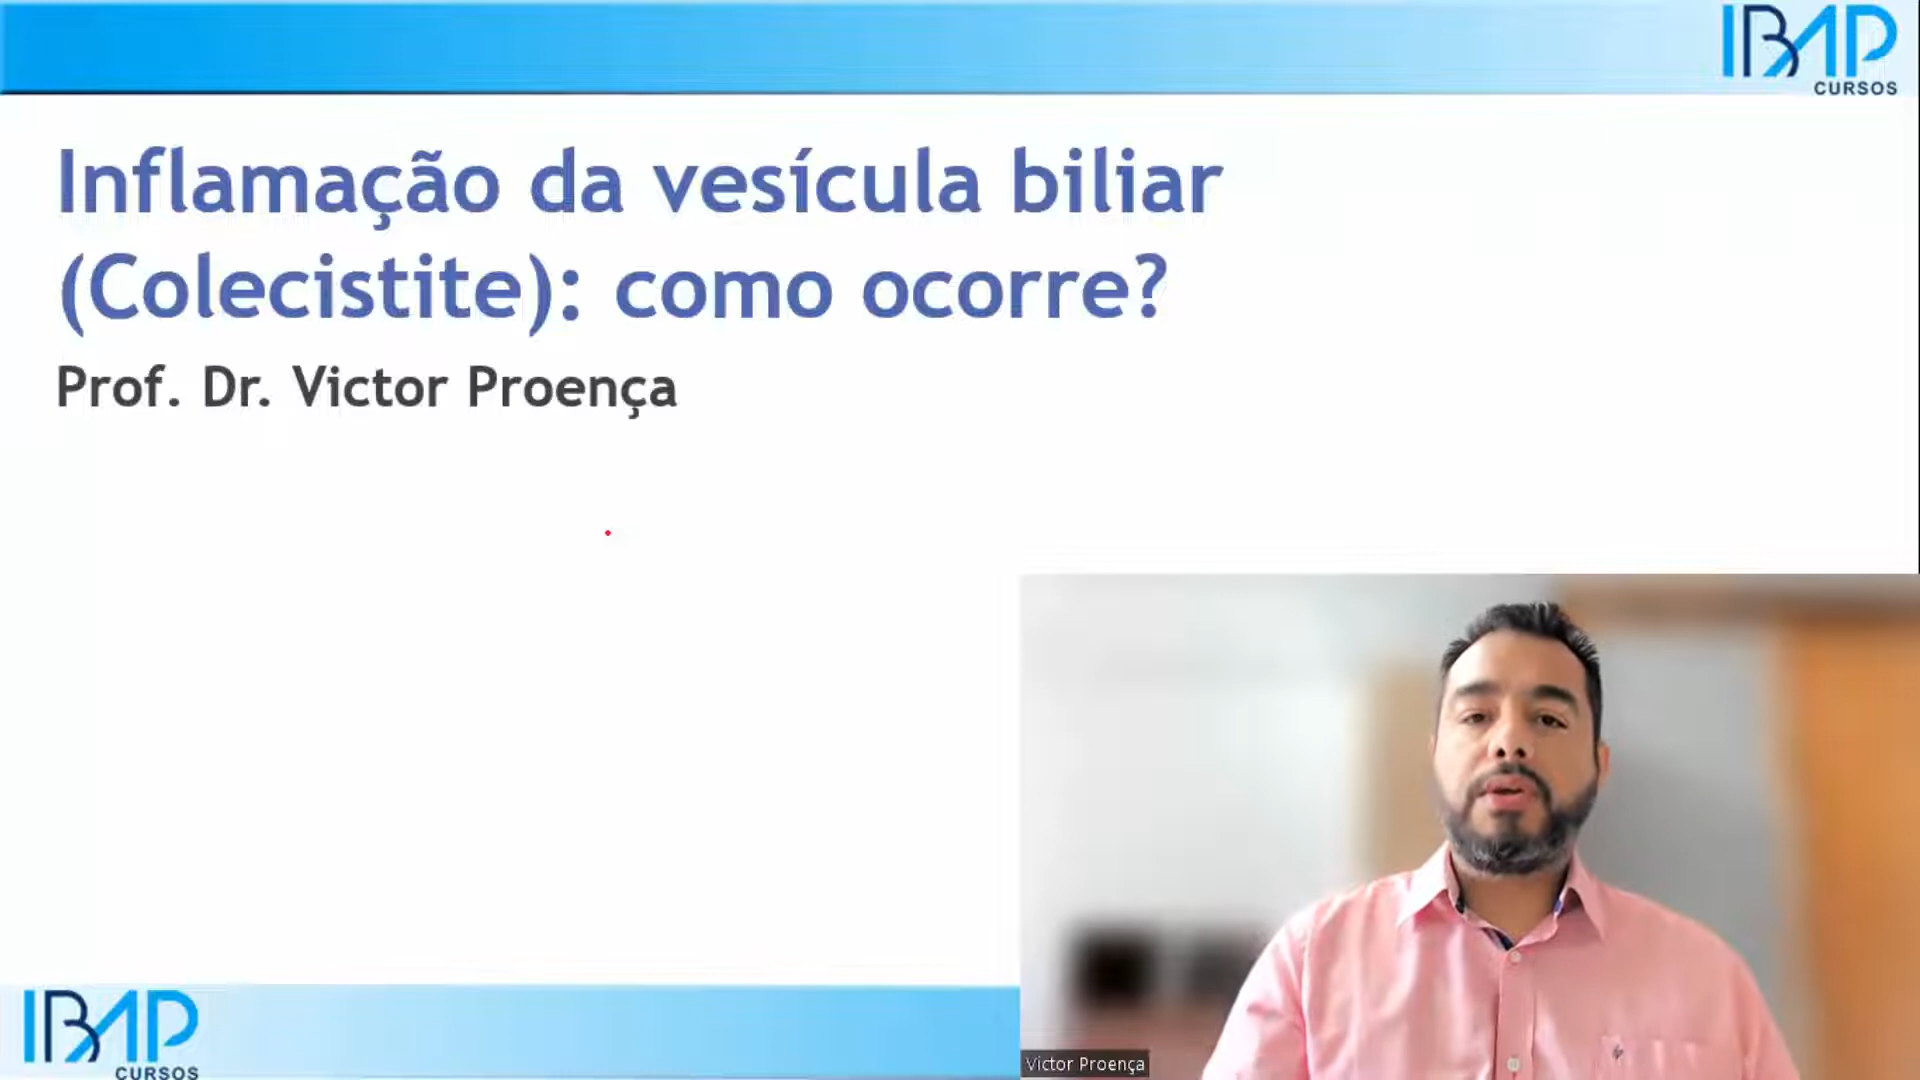 IBAP
CURSOS
Inflamação da vesícula biliar
(Colecistite): como ocorre?
Prof. Dr. Victor Proença
IBAP
CURSOS
Victor Proença